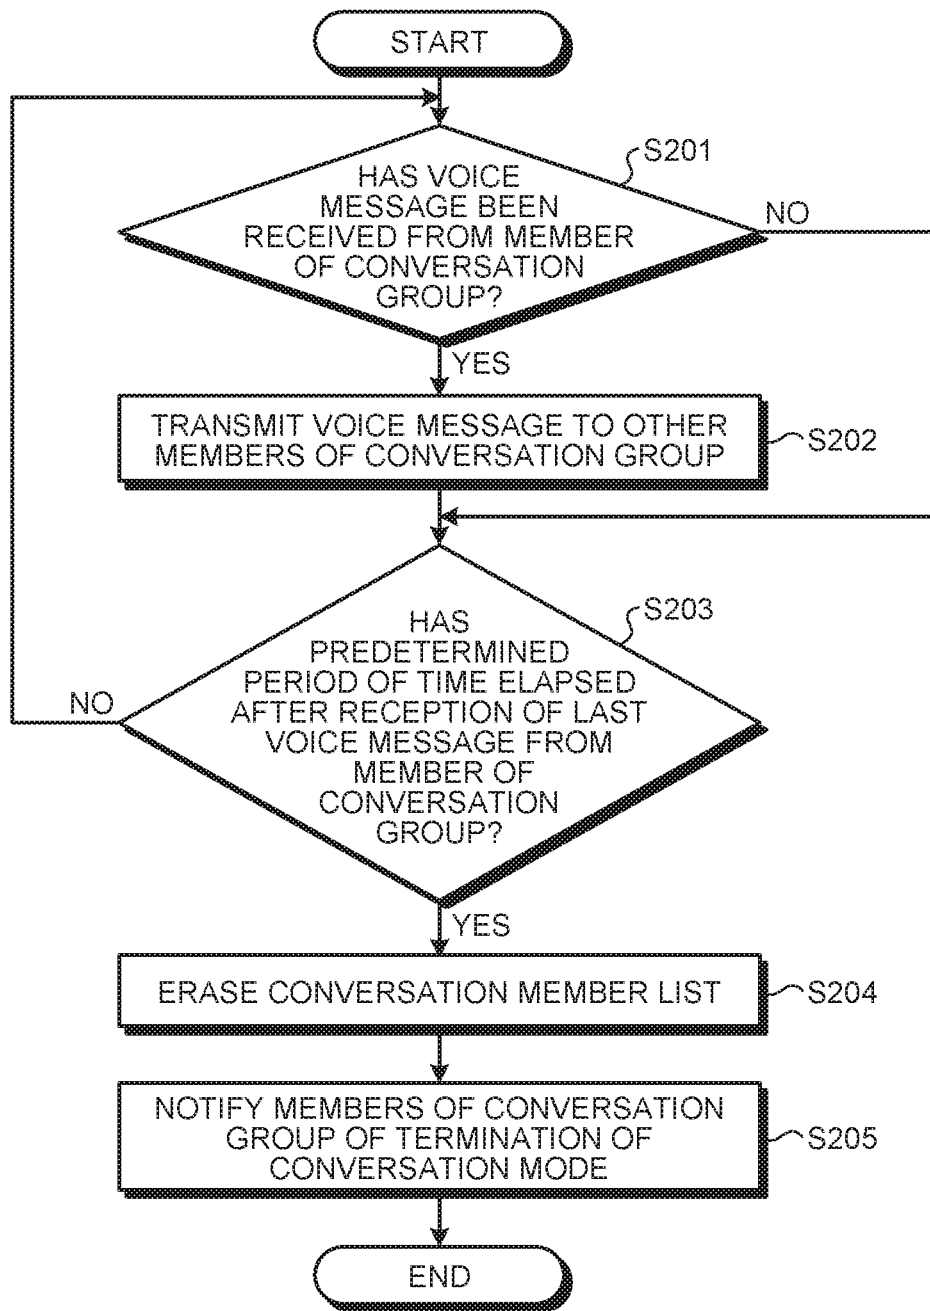 START
S201
HAS VOICE
MESSAGE BEEN
RECEIVED FROM MEMBER
OF CONVERSATION
GROUP?
NO
YES
TRANSMIT VOICE MESSAGE TO OTHER
MEMBERS OF CONVERSATION GROUP
S202
S203
HAS
PREDETERMINED
PERIOD OF TIME ELAPSED
AFTER RECEPTION OF LAST
VOICE MESSAGE FROM
MEMBER OF
CONVERSATION
GROUP?
NO
YES
ERASE CONVERSATION MEMBER LIST
S204
NOTIFY MEMBERS OF CONVERSATION
GROUP OF TERMINATION OF
CONVERSATION MODE
S205
END